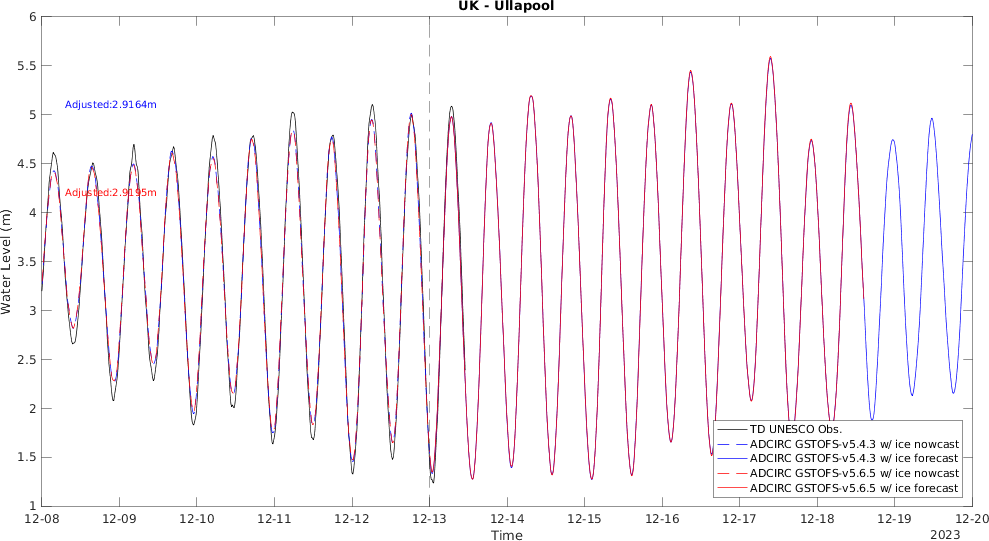 UK - Ullapool
6
5.5
5
4.5
4
3.5
3
2.5
2
1.5
1
Water Level (m)
Adjusted:2.9164m
Adjusted:2.9195m
TD UNESCO Obs.
ADCIRC GSTOFS-v5.4.3 w/ ice nowcast
ADCIRC GSTOFS-v5.4.3 w/ ice forecast
ADCIRC GSTOFS-v5.6.5 w/ ice nowcast
ADCIRC GSTOFS-v5.6.5 w/ ice forecast
12-08 12-09 12-10 12-11 12-12 12-13 12-14 12-15 12-16 12-17 12-18 12-19 12-20
Time
2023